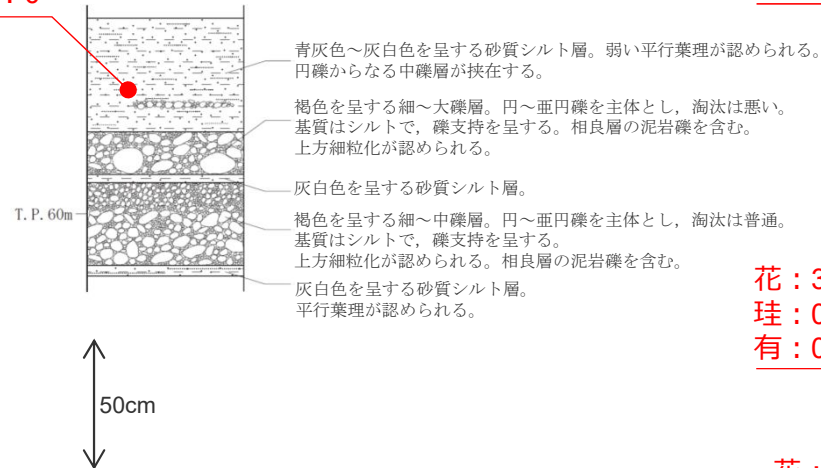 青灰色~灰白色を呈する砂質シルト層。弱い平行葉理が認められる。
円礫からなる中礫層が挟在する。
褐色を呈する細~大礫層。円~亜円礫を主体とし，淘汰は悪い。
基質はシルトで，礫支持を呈する。相良層の泥岩礫を含む。
上方細粒化が認められる。
灰白色を呈する砂質シルト層。
T.P.60m
褐色を呈する細~中礫層。円~亜円礫を主体とし，淘汰は普通。
基質はシルトで，礫支持を呈する。
上方細粒化が認められる。相良層の泥岩礫を含む。
灰白色を呈する砂質シルト層。
平行葉理が認められる。
花：3
珪：0
有：0
50cm